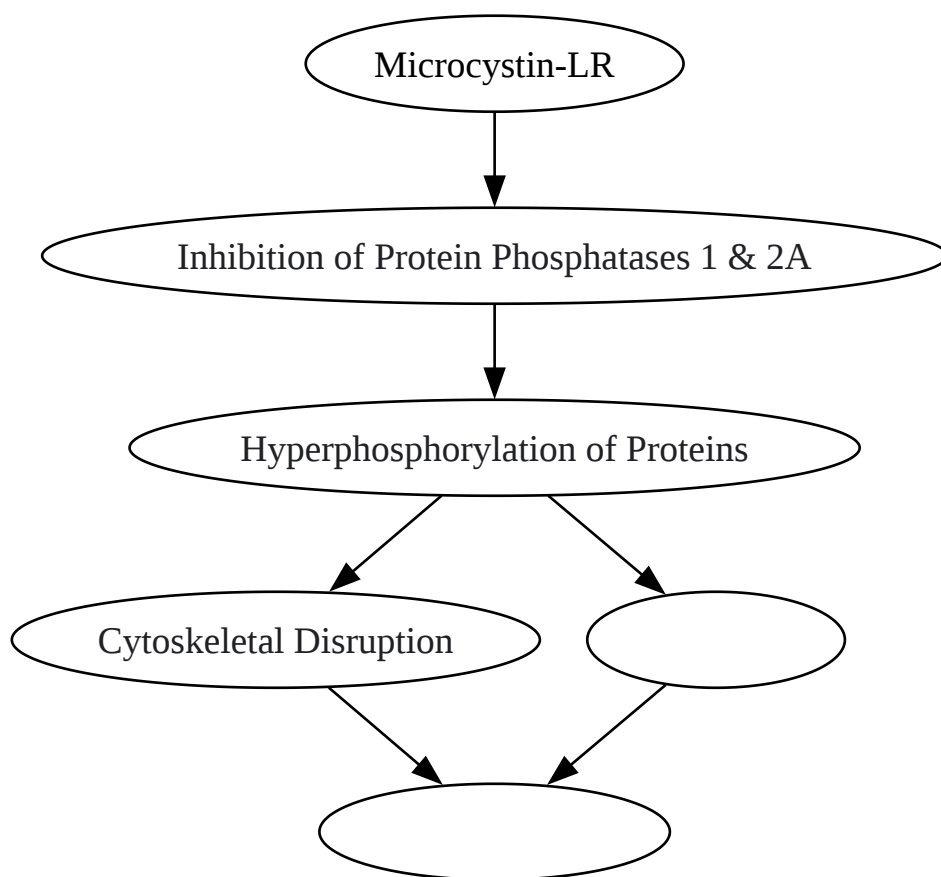 Microcystin-LR
Inhibition of Protein Phosphatases 1 & 2A
Hyperphosphorylation of Proteins
Cytoskeletal Disruption